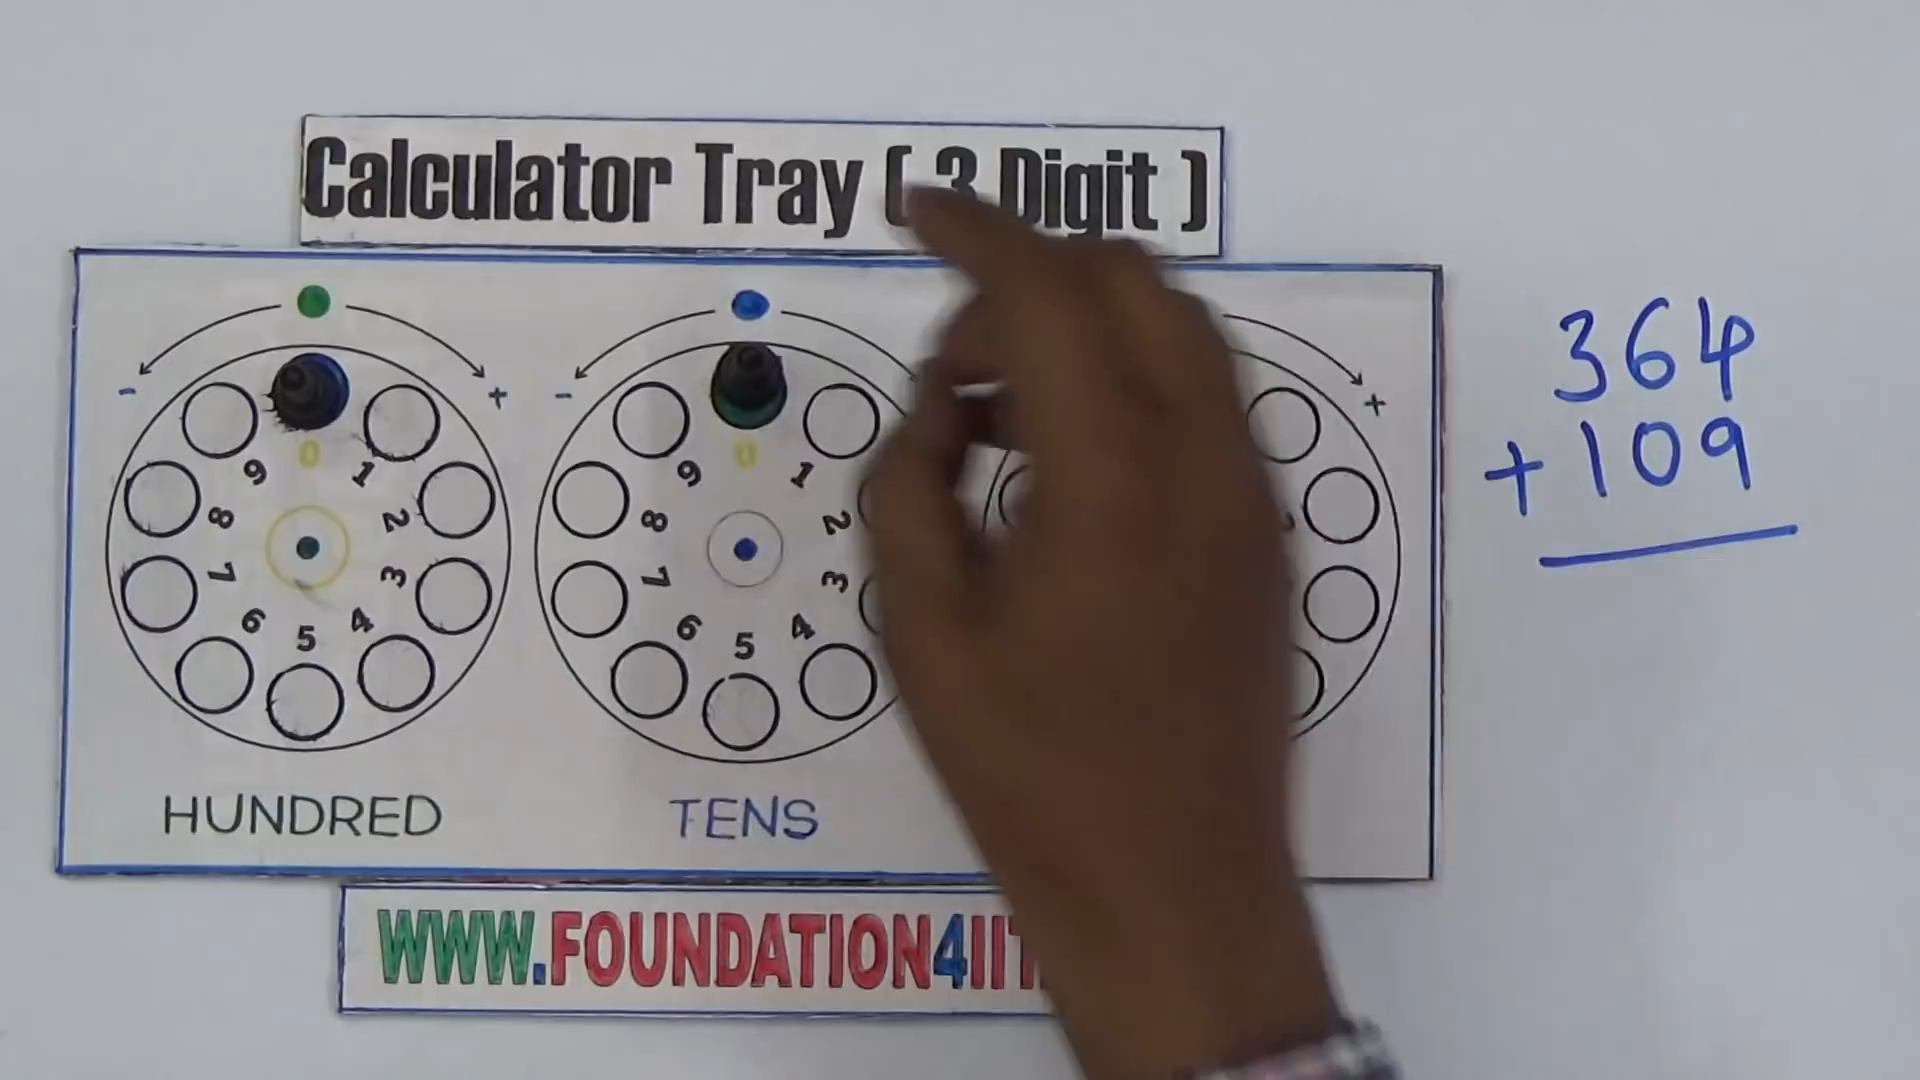 Calculator Tray ( 3 Digit )
- + - +
0 1 2 3 4 5 6 7 8 9
0 1 2 3 4 5 6 7 8 9
HUNDRED TENS
WWW.FOUNDATION4II
364
+109